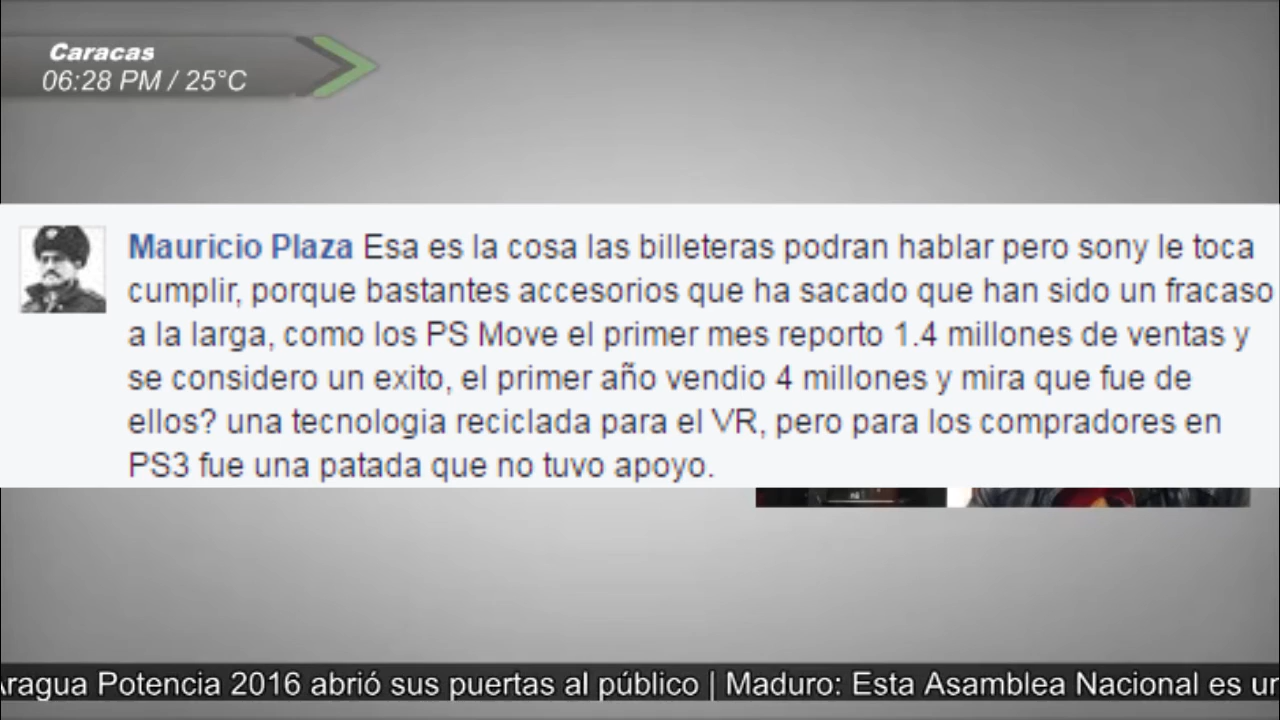 Caracas
06:28 PM / 25°C
Mauricio Plaza Esa es la cosa las billeteras podran hablar pero sony le toca
cumplir, porque bastantes accesorios que ha sacado que han sido un fracaso
a la larga, como los PS Move el primer mes reporto 1.4 millones de ventas y
se considero un exito, el primer año vendio 4 millones y mira que fue de
ellos? una tecnologia reciclada para el VR, pero para los compradores en
PS3 fue una patada que no tuvo apoyo.
Aragua Potencia 2016 abrió sus puertas al público | Maduro: Esta Asamblea Nacional es un